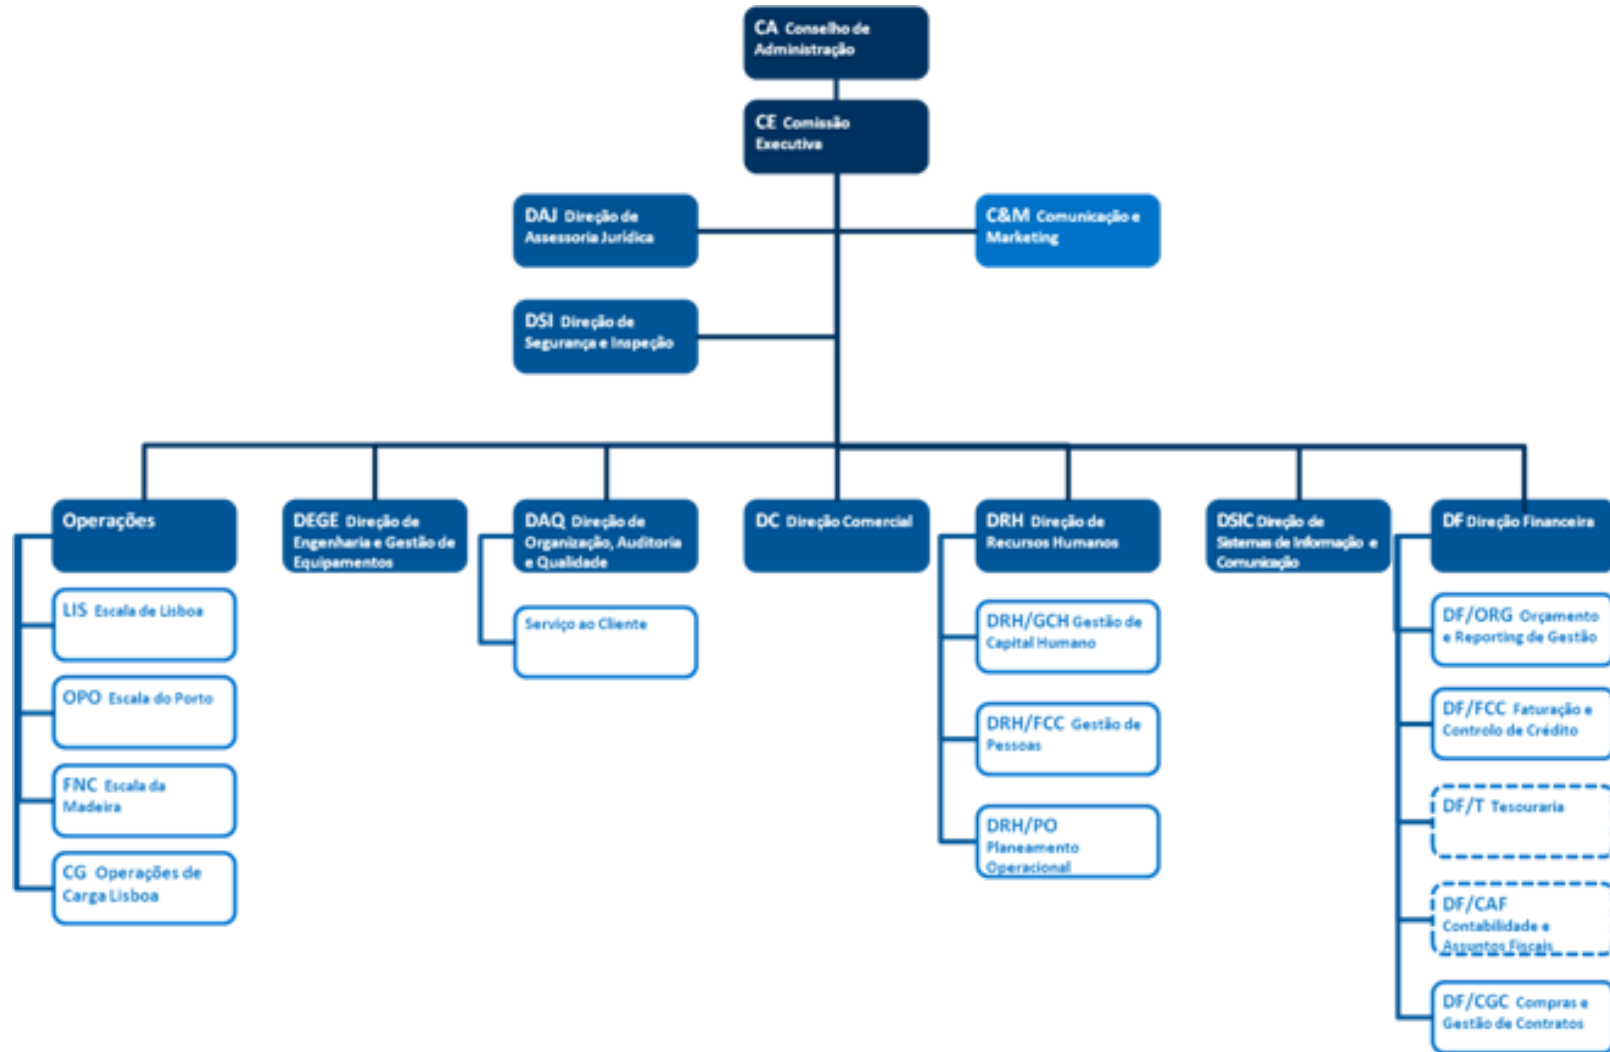 CA Conselho de
Administração
CE Comissão
Executiva
DAJ Direção de
Assessoria Jurídica
C&M Comunicação e
Marketing
DSI Direção de
Segurança e Inspeção
Operações
DEGE Direção de
Engenharia e Gestão de
Equipamentos
DAQ Direção de
Organização, Auditoria
e Qualidade
DC Direção Comercial
DRH Direção de
Recursos Humanos
DSIC Direção de
Sistemas de Informação e
Comunicação
DF Direção Financeira
LIS Escala de Lisboa
OPO Escala do Porto
FNC Escala da
Madeira
CG Operações de
Carga Lisboa
Serviço ao Cliente
DRH/GCH Gestão de
Capital Humano
DRH/FCC Gestão de
Pessoas
DRH/PO
Planeamento
Operacional
DF/ORG Orçamento
e Reporting de Gestão
DF/FCC Faturação e
Controlo de Crédito
DF/T Tesouraria
DF/CAF
Contabilidade e
Assuntos Fiscais
DF/CGC Compras e
Gestão de Contratos